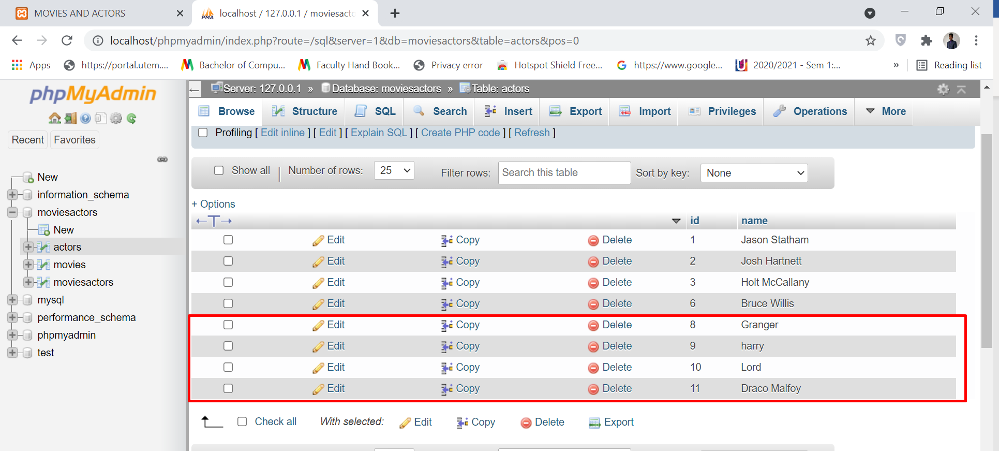 MOVIES AND ACTORS
localhost / 127.0.0.1 / moviesacto
localhost/phpmyadmin/index.php?route=/sql&server=1&db=moviesactors&table=actors&pos=0
Apps https://portal.utem.... Bachelor of Compu... Faculty Hand Book... Privacy error Hotspot Shield Free... https://www.google... 2020/2021 - Sem 1:... » Reading list
phpMyAdmin
Recent Favorites
New
information_schema
moviesactors
New
actors
movies
moviesactors
mysql
performance_schema
phpmyadmin
test
Server: 127.0.0.1 » Database: moviesactors » Table: actors
Browse Structure SQL Search Insert Export Import Privileges Operations More
Profiling [ Edit inline ] [ Edit ] [ Explain SQL ] [ Create PHP code ] [ Refresh ]
Show all | Number of rows: 25 Filter rows: Search this table Sort by key: None
+ Options
←T→ id name
Edit Copy Delete 1 Jason Statham
Edit Copy Delete 2 Josh Hartnett
Edit Copy Delete 3 Holt McCallany
Edit Copy Delete 6 Bruce Willis
Edit Copy Delete 8 Granger
Edit Copy Delete 9 harry
Edit Copy Delete 10 Lord
Edit Copy Delete 11 Draco Malfoy
Check all With selected: Edit Copy Delete Export